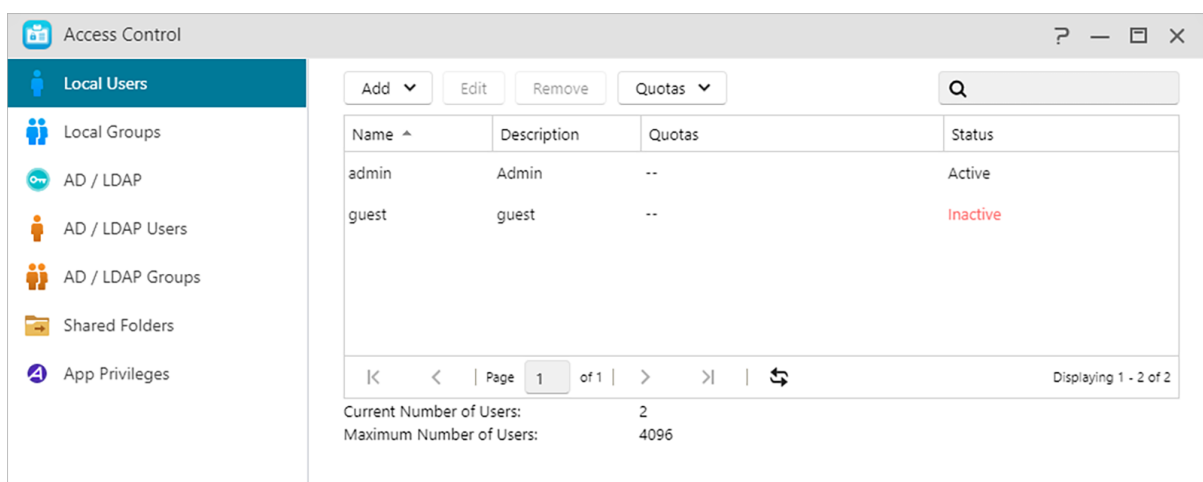 Access Control
Local Users
Local Groups
AD / LDAP
AD / LDAP Users
AD / LDAP Groups
Shared Folders
App Privileges
Add Edit Remove Quotas
Name Description Quotas Status
admin Admin -- Active
guest guest -- Inactive
Page 1 of 1 Displaying 1 - 2 of 2
Current Number of Users: 2
Maximum Number of Users: 4096